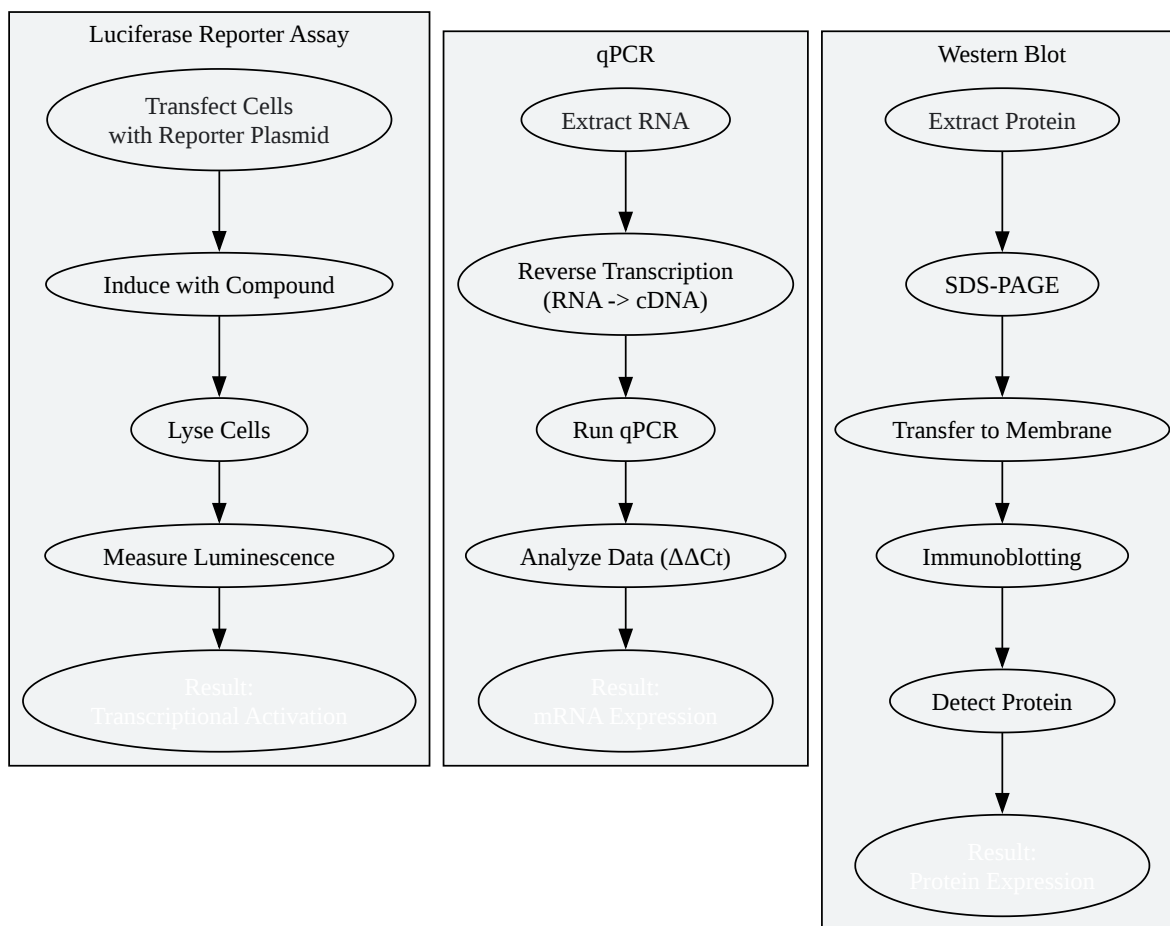 Luciferase Reporter Assay
Transfect Cells
with Reporter Plasmid
Induce with Compound
Lyse Cells
Measure Luminescence
Result:
Transcriptional Activation
qPCR
Extract RNA
Reverse Transcription
(RNA -> cDNA)
Run qPCR
Analyze Data (ΔΔCt)
Result:
mRNA Expression
Western Blot
Extract Protein
SDS-PAGE
Transfer to Membrane
Immunoblotting
Detect Protein
Result:
Protein Expression